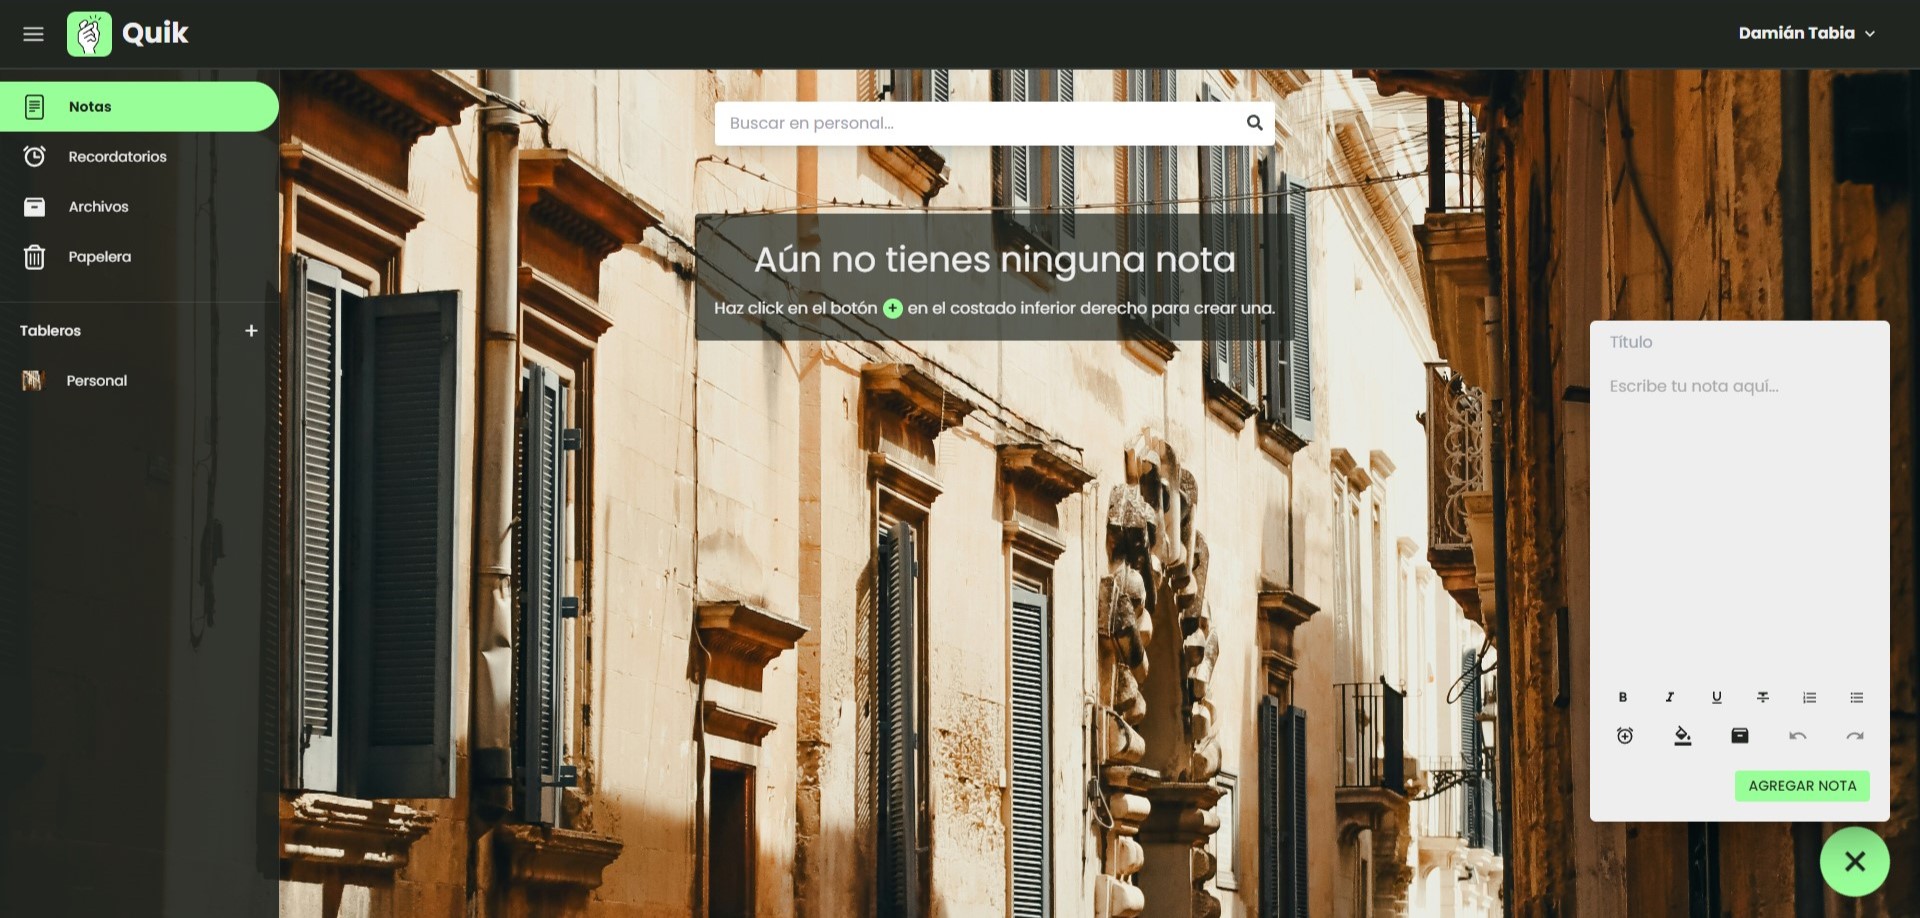 Quik
Damián Tabia
Notas
Recordatorios
Archivos
Papelera
Tableros
Personal
Buscar en personal...
Aún no tienes ninguna nota
Haz click en el botón + en el costado inferior derecho para crear una.
Título
Escribe tu nota aquí...
B I U T
AGREGAR NOTA